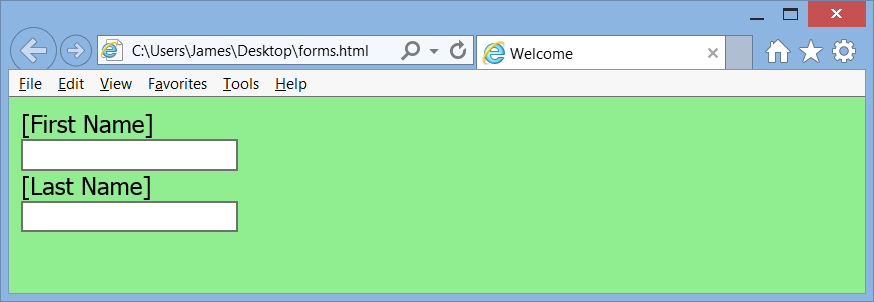 C:\Users\James\Desktop\forms.html
Welcome
File Edit View Favorites Tools Help
[First Name]
[Last Name]